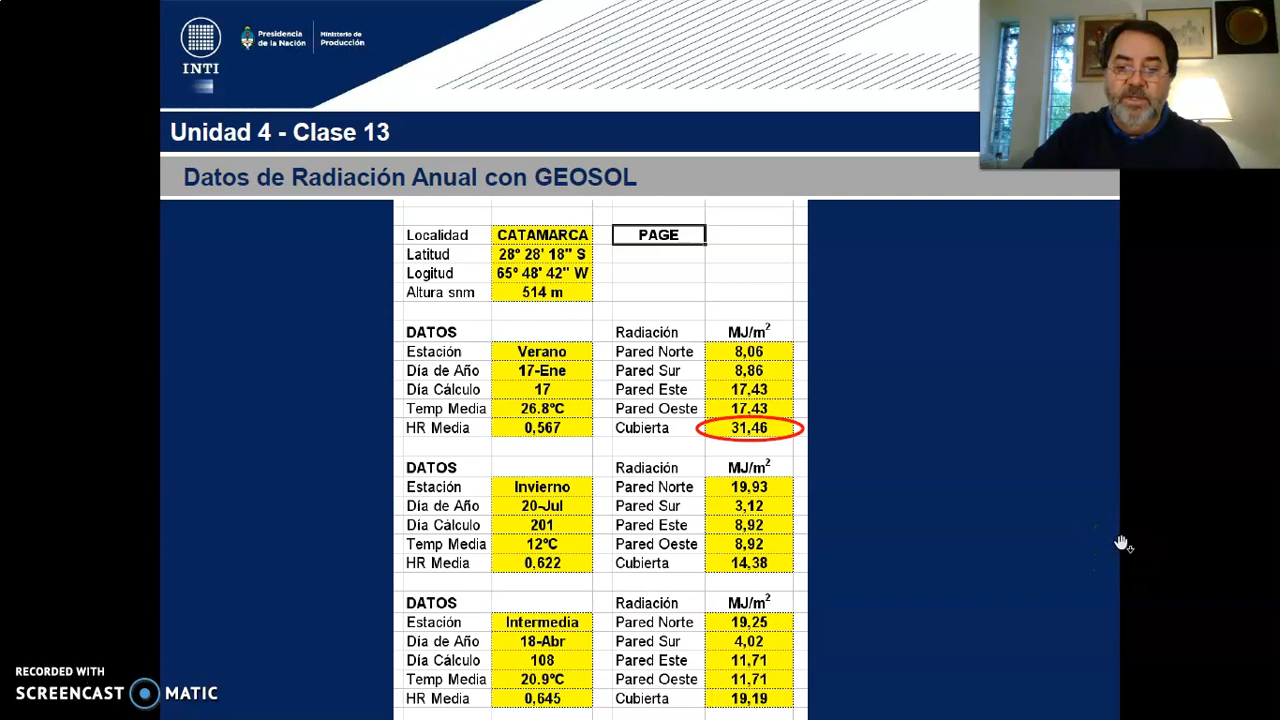 INTI
Presidencia
de la Nación
Ministerio de
Producción
Unidad 4 - Clase 13
Datos de Radiación Anual con GEOSOL
Localidad CATAMARCA PAGE
Latitud 28º 28' 18" S
Logitud 65º 48' 42" W
Altura snm 514 m
DATOS Radiación MJ/m²
Estación Verano Pared Norte 8,06
Día de Año 17-Ene Pared Sur 8,86
Día Cálculo 17 Pared Este 17,43
Temp Media 26.8ºC Pared Oeste 17,43
HR Media 0,567 Cubierta 31,46
DATOS Radiación MJ/m²
Estación Invierno Pared Norte 19,93
Día de Año 20-Jul Pared Sur 3,12
Día Cálculo 201 Pared Este 8,92
Temp Media 12ºC Pared Oeste 8,92
HR Media 0,622 Cubierta 14,38
DATOS Radiación MJ/m²
Estación Intermedia Pared Norte 19,25
Día de Año 18-Abr Pared Sur 4,02
Día Cálculo 108 Pared Este 11,71
Temp Media 20.9ºC Pared Oeste 11,71
HR Media 0,645 Cubierta 19,19
RECORDED WITH
SCREENCAST MATIC